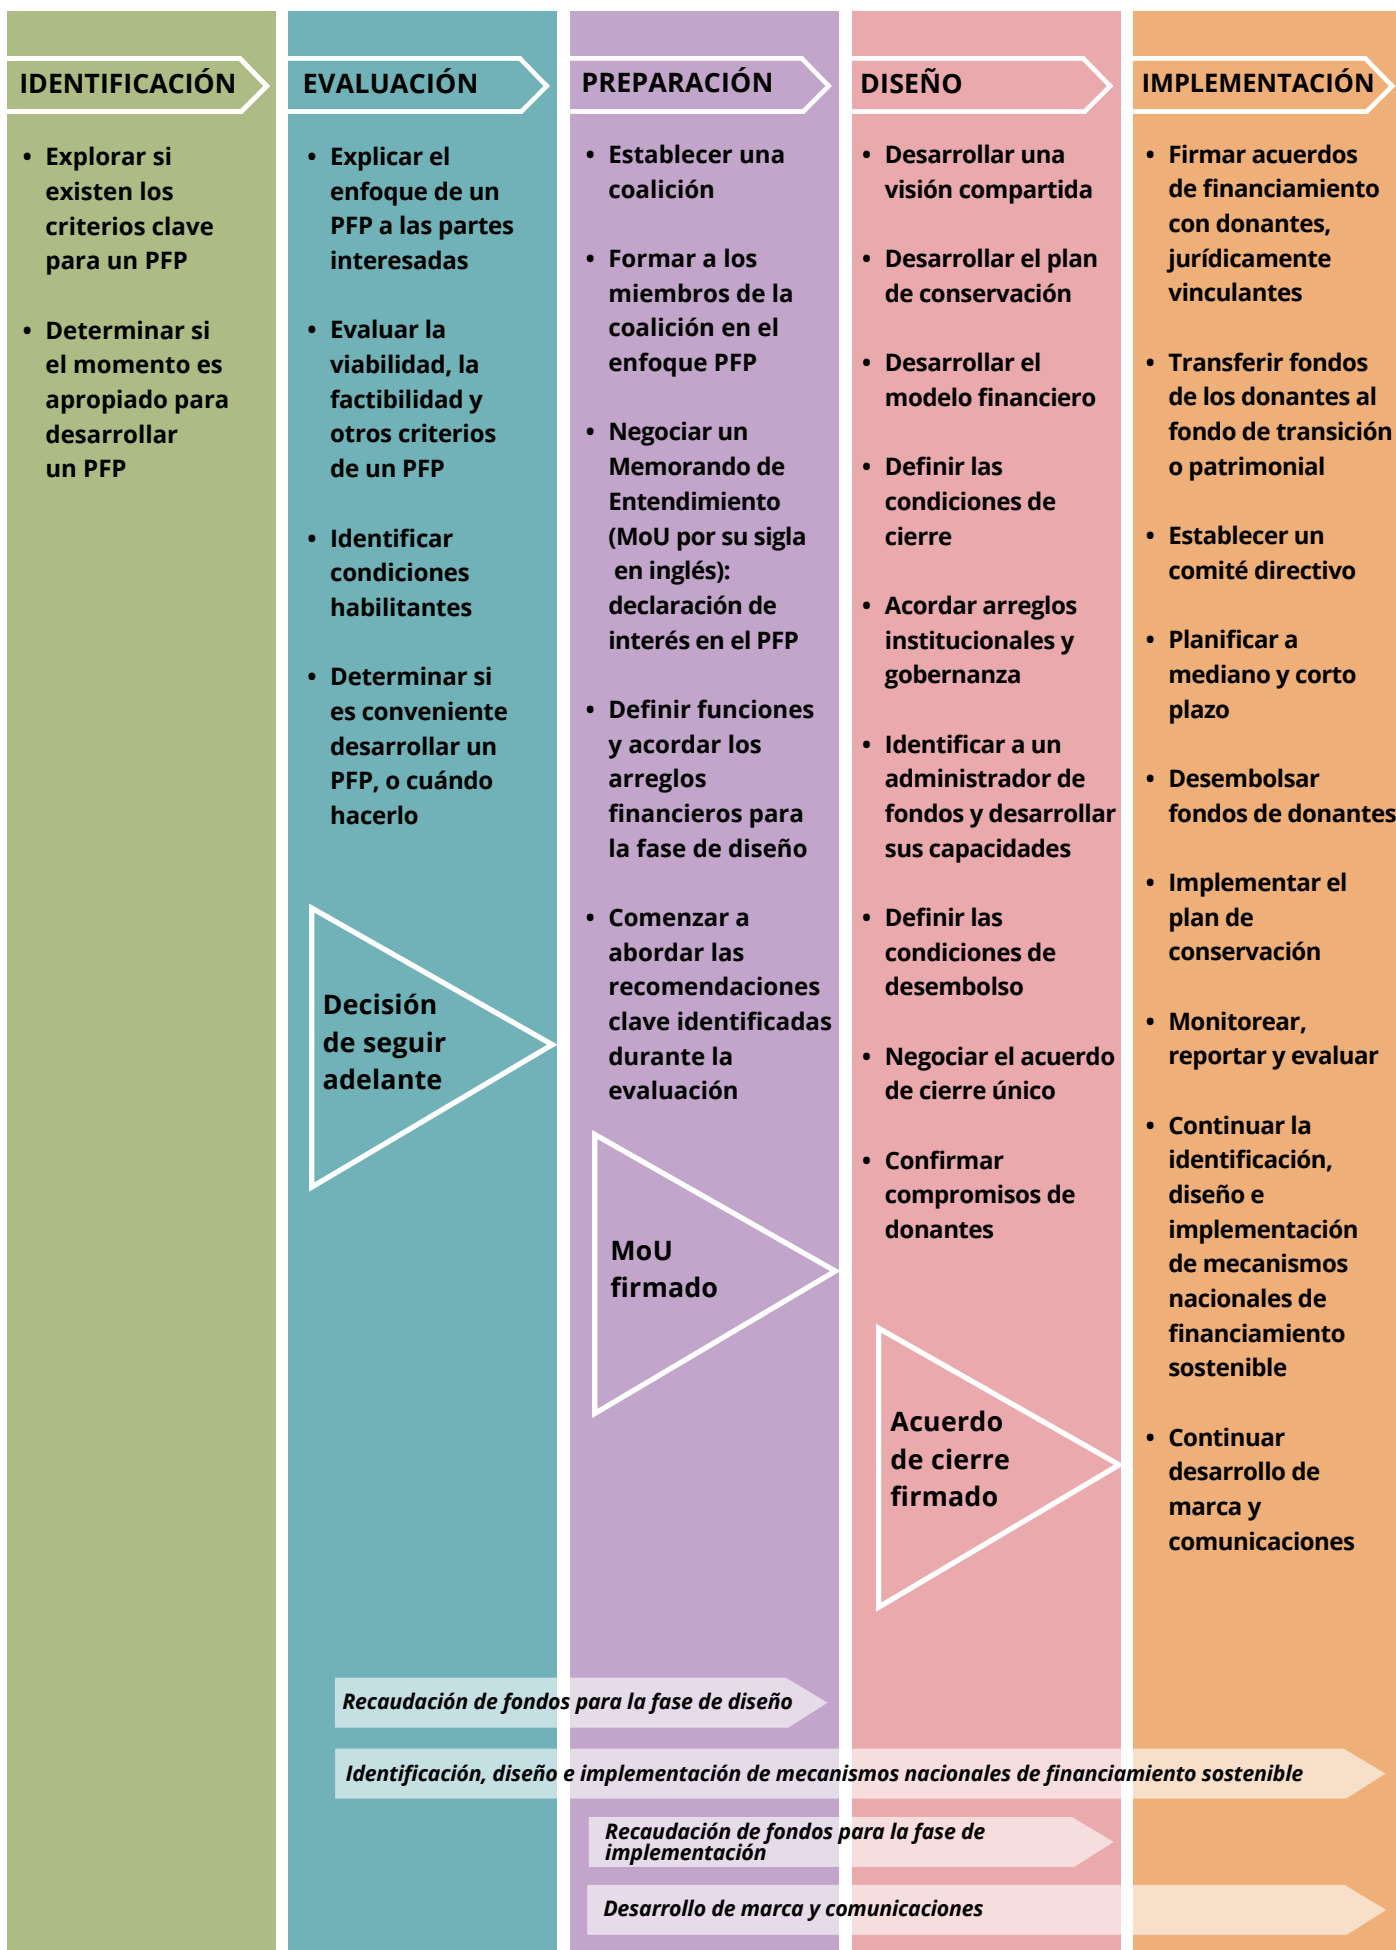 IDENTIFICACIÓN
• Explorar si
existen los
criterios clave
para un PFP
• Determinar si
el momento es
apropiado para
desarrollar
un PFP
EVALUACIÓN
• Explicar el
enfoque de un
PFP a las partes
interesadas
• Evaluar la
viabilidad, la
factibilidad y
otros criterios
de un PFP
• Identificar
condiciones
habilitantes
• Determinar si
es conveniente
desarrollar un
PFP, o cuándo
hacerlo
Decisión
de seguir
adelante
PREPARACIÓN
• Establecer una
coalición
• Formar a los
miembros de la
coalición en el
enfoque PFP
• Negociar un
Memorando de
Entendimiento
(MoU por su sigla
en inglés):
declaración de
interés en el PFP
• Definir funciones
y acordar los
arreglos
financieros para
la fase de diseño
• Comenzar a
abordar las
recomendaciones
clave identificadas
durante la
evaluación
MoU
firmado
DISEÑO
• Desarrollar una
visión compartida
• Desarrollar el plan
de conservación
• Desarrollar el
modelo financiero
• Definir las
condiciones de
cierre
• Acordar arreglos
institucionales y
gobernanza
• Identificar a un
administrador de
fondos y desarrollar
sus capacidades
• Definir las
condiciones de
desembolso
• Negociar el acuerdo
de cierre único
• Confirmar
compromisos de
donantes
Acuerdo
de cierre
firmado
IMPLEMENTACIÓN
• Firmar acuerdos
de financiamiento
con donantes,
jurídicamente
vinculantes
• Transferir fondos
de los donantes al
fondo de transición
o patrimonial
• Establecer un
comité directivo
• Planificar a
mediano y corto
plazo
• Desembolsar
fondos de donantes
• Implementar el
plan de
conservación
• Monitorear,
reportar y evaluar
• Continuar la
identificación,
diseño e
implementación
de mecanismos
nacionales de
financiamiento
sostenible
• Continuar
desarrollo de
marca y
comunicaciones
Recaudación de fondos para la fase de diseño
Identificación, diseño e implementación de mecanismos nacionales de financiamiento sostenible
Recaudación de fondos para la fase de
implementación
Desarrollo de marca y comunicaciones